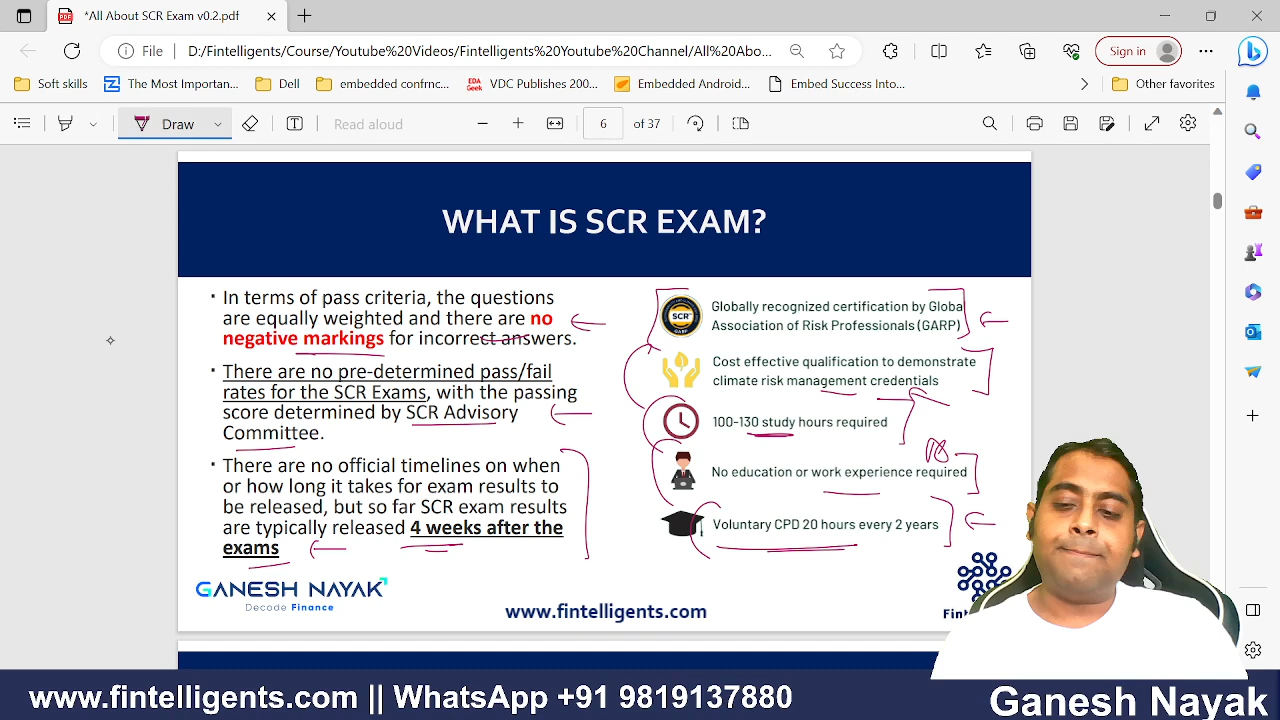 *All About SCR Exam v0.2.pdf
File
D:/Fintelligents/Course/Youtube%20Videos/Fintelligents%20Youtube%20Channel/All%20Abo...
Sign in
Soft skills
The Most Importan...
Dell
embedded confrnc...
EDA
Geek
VDC Publishes 200...
Embedded Android...
Embed Success Into...
Other favorites
Draw
Read aloud
6
of 37
WHAT IS SCR EXAM?
· In terms of pass criteria, the questions
are equally weighted and there are no
negative markings for incorrect answers.
· There are no pre-determined pass/fail
rates for the SCR Exams, with the passing
score determined by SCR Advisory
Committee.
· There are no official timelines on when
or how long it takes for exam results to
be released, but so far SCR exam results
are typically released 4 weeks after the
exams
SCR
Globally recognized certification by Global
Association of Risk Professionals (GARP)
Cost effective qualification to demonstrate
climate risk management credentials
100-130 study hours required
No education or work experience required
Voluntary CPD 20 hours every 2 years
GANESH NAYAK
Decode Finance
www.fintelligents.com
www.fintelligents.com || WhatsApp +91 9819137880
Ganesh Nayak